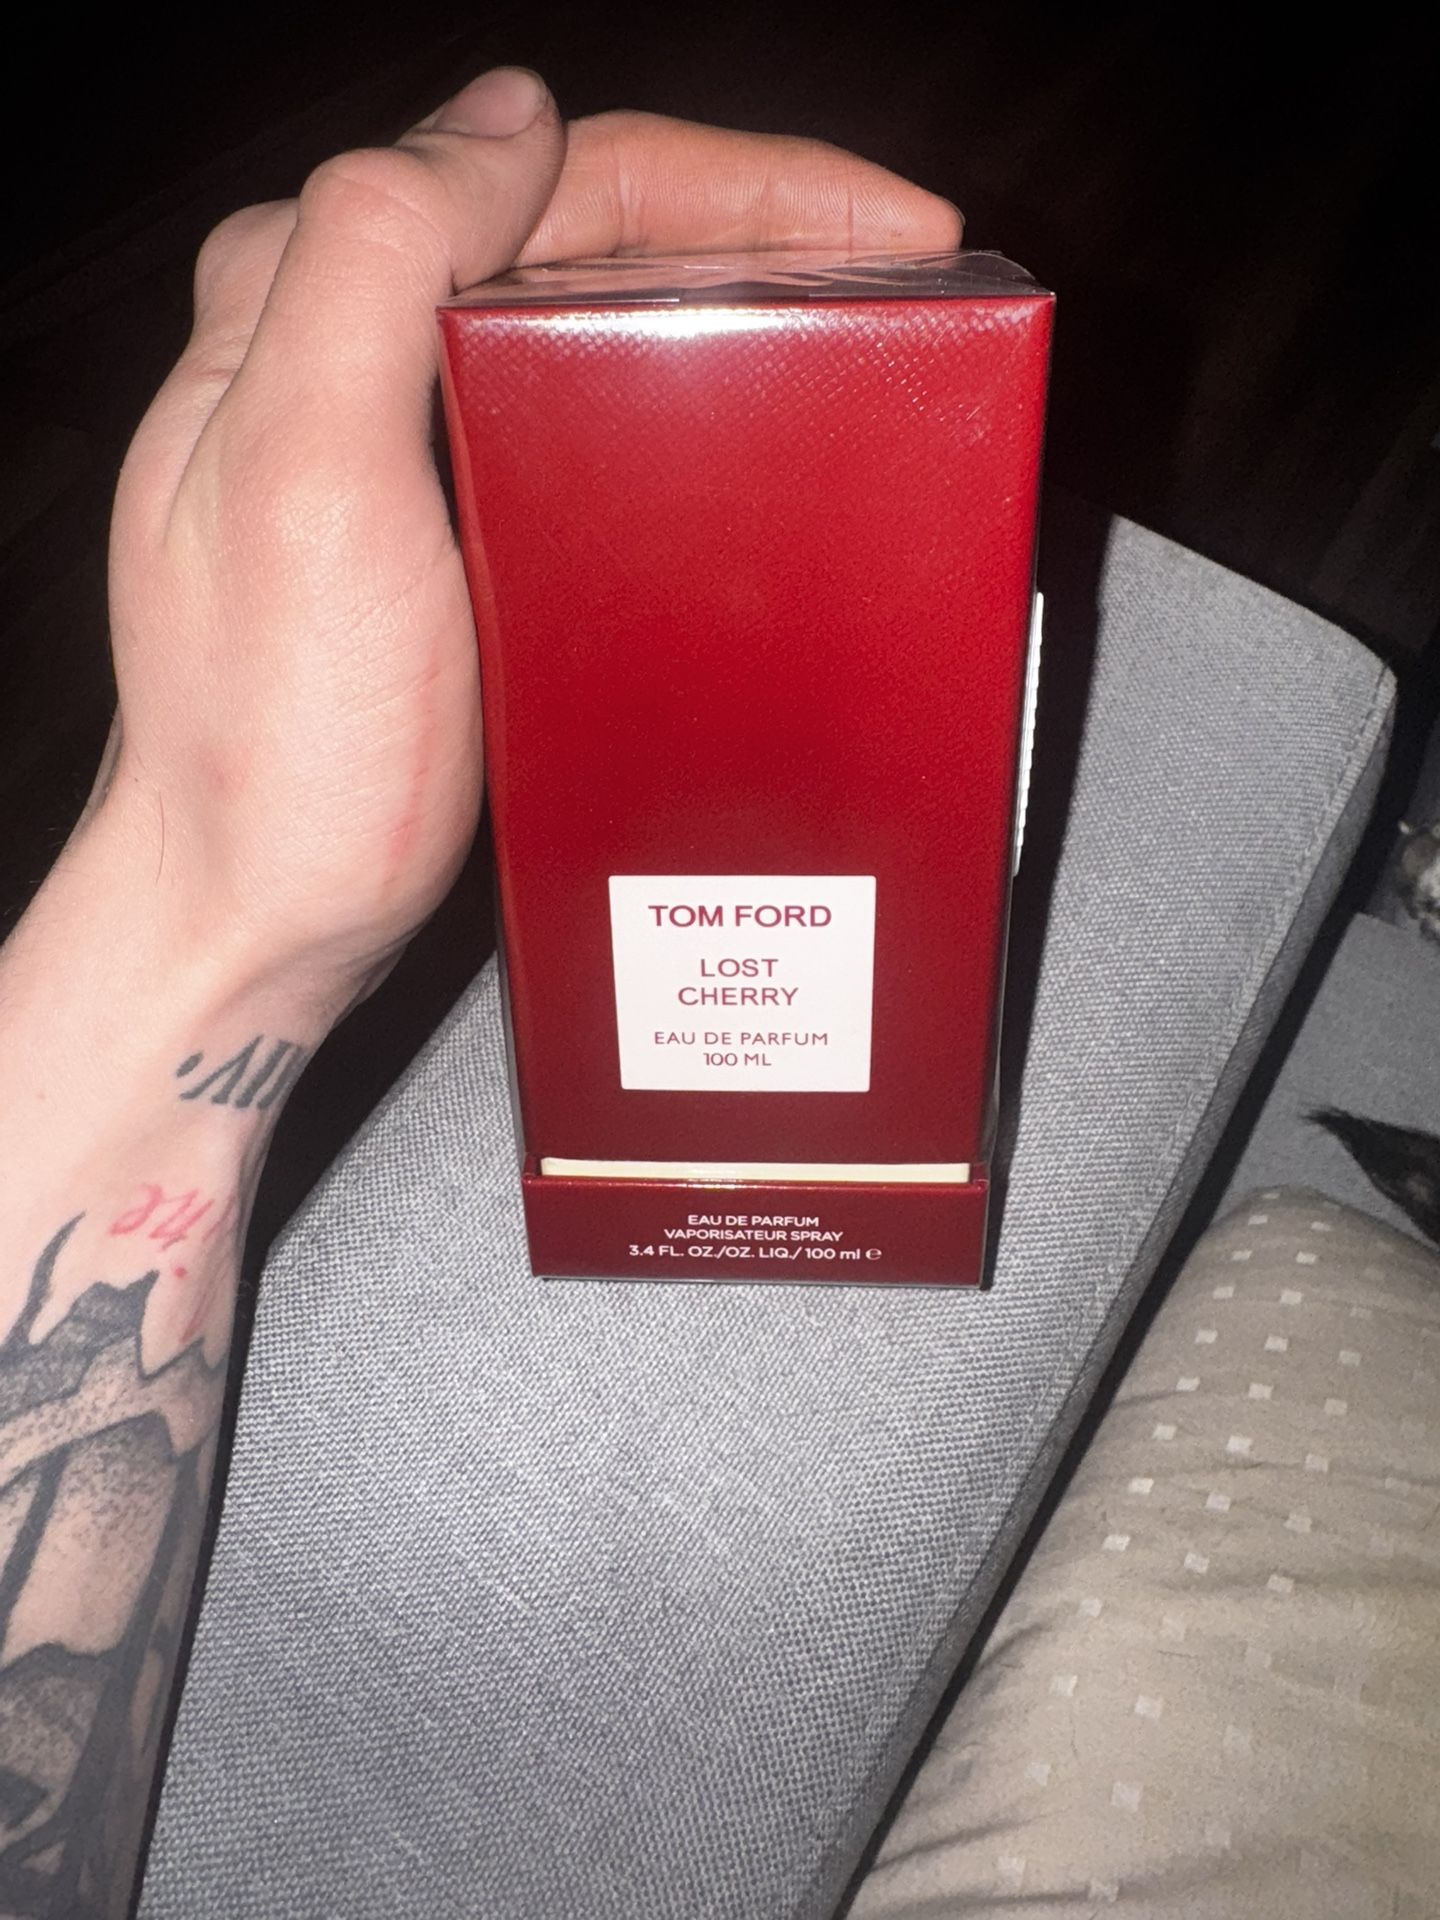 TOM FORD
LOST
CHERRY
EAU DE PARFUM
100 ML
EAU DE PARFUM
VAPORISATEUR SPRAY
3.4 FL. OZ./OZ. LIQ./ 100 ml ℮